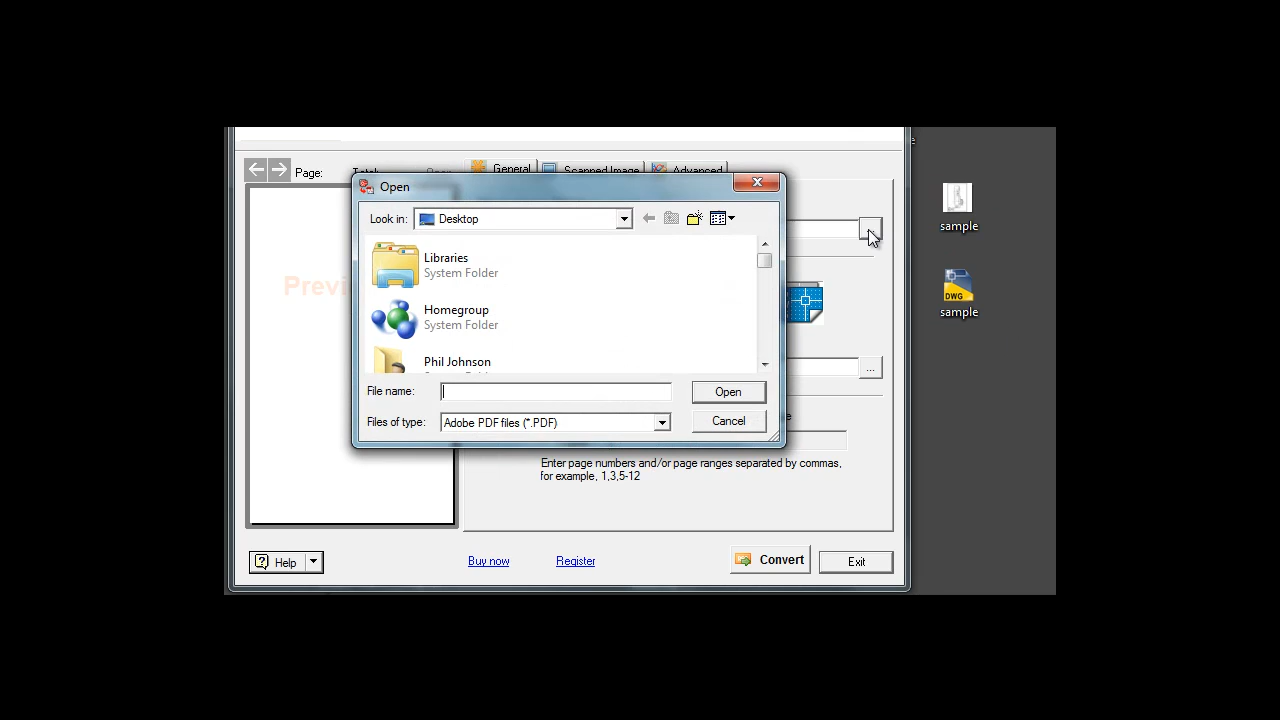 Page:
General
Scanned Image
Advanced
Open
Look in:
Desktop
Libraries
System Folder
Homegroup
System Folder
Phil Johnson
File name:
Open
Files of type:
Adobe PDF files (*.PDF)
Cancel
...
Enter page numbers and/or page ranges separated by commas,
for example, 1,3,5-12
Help
Buy now
Register
Convert
Exit
sample
DWG
sample